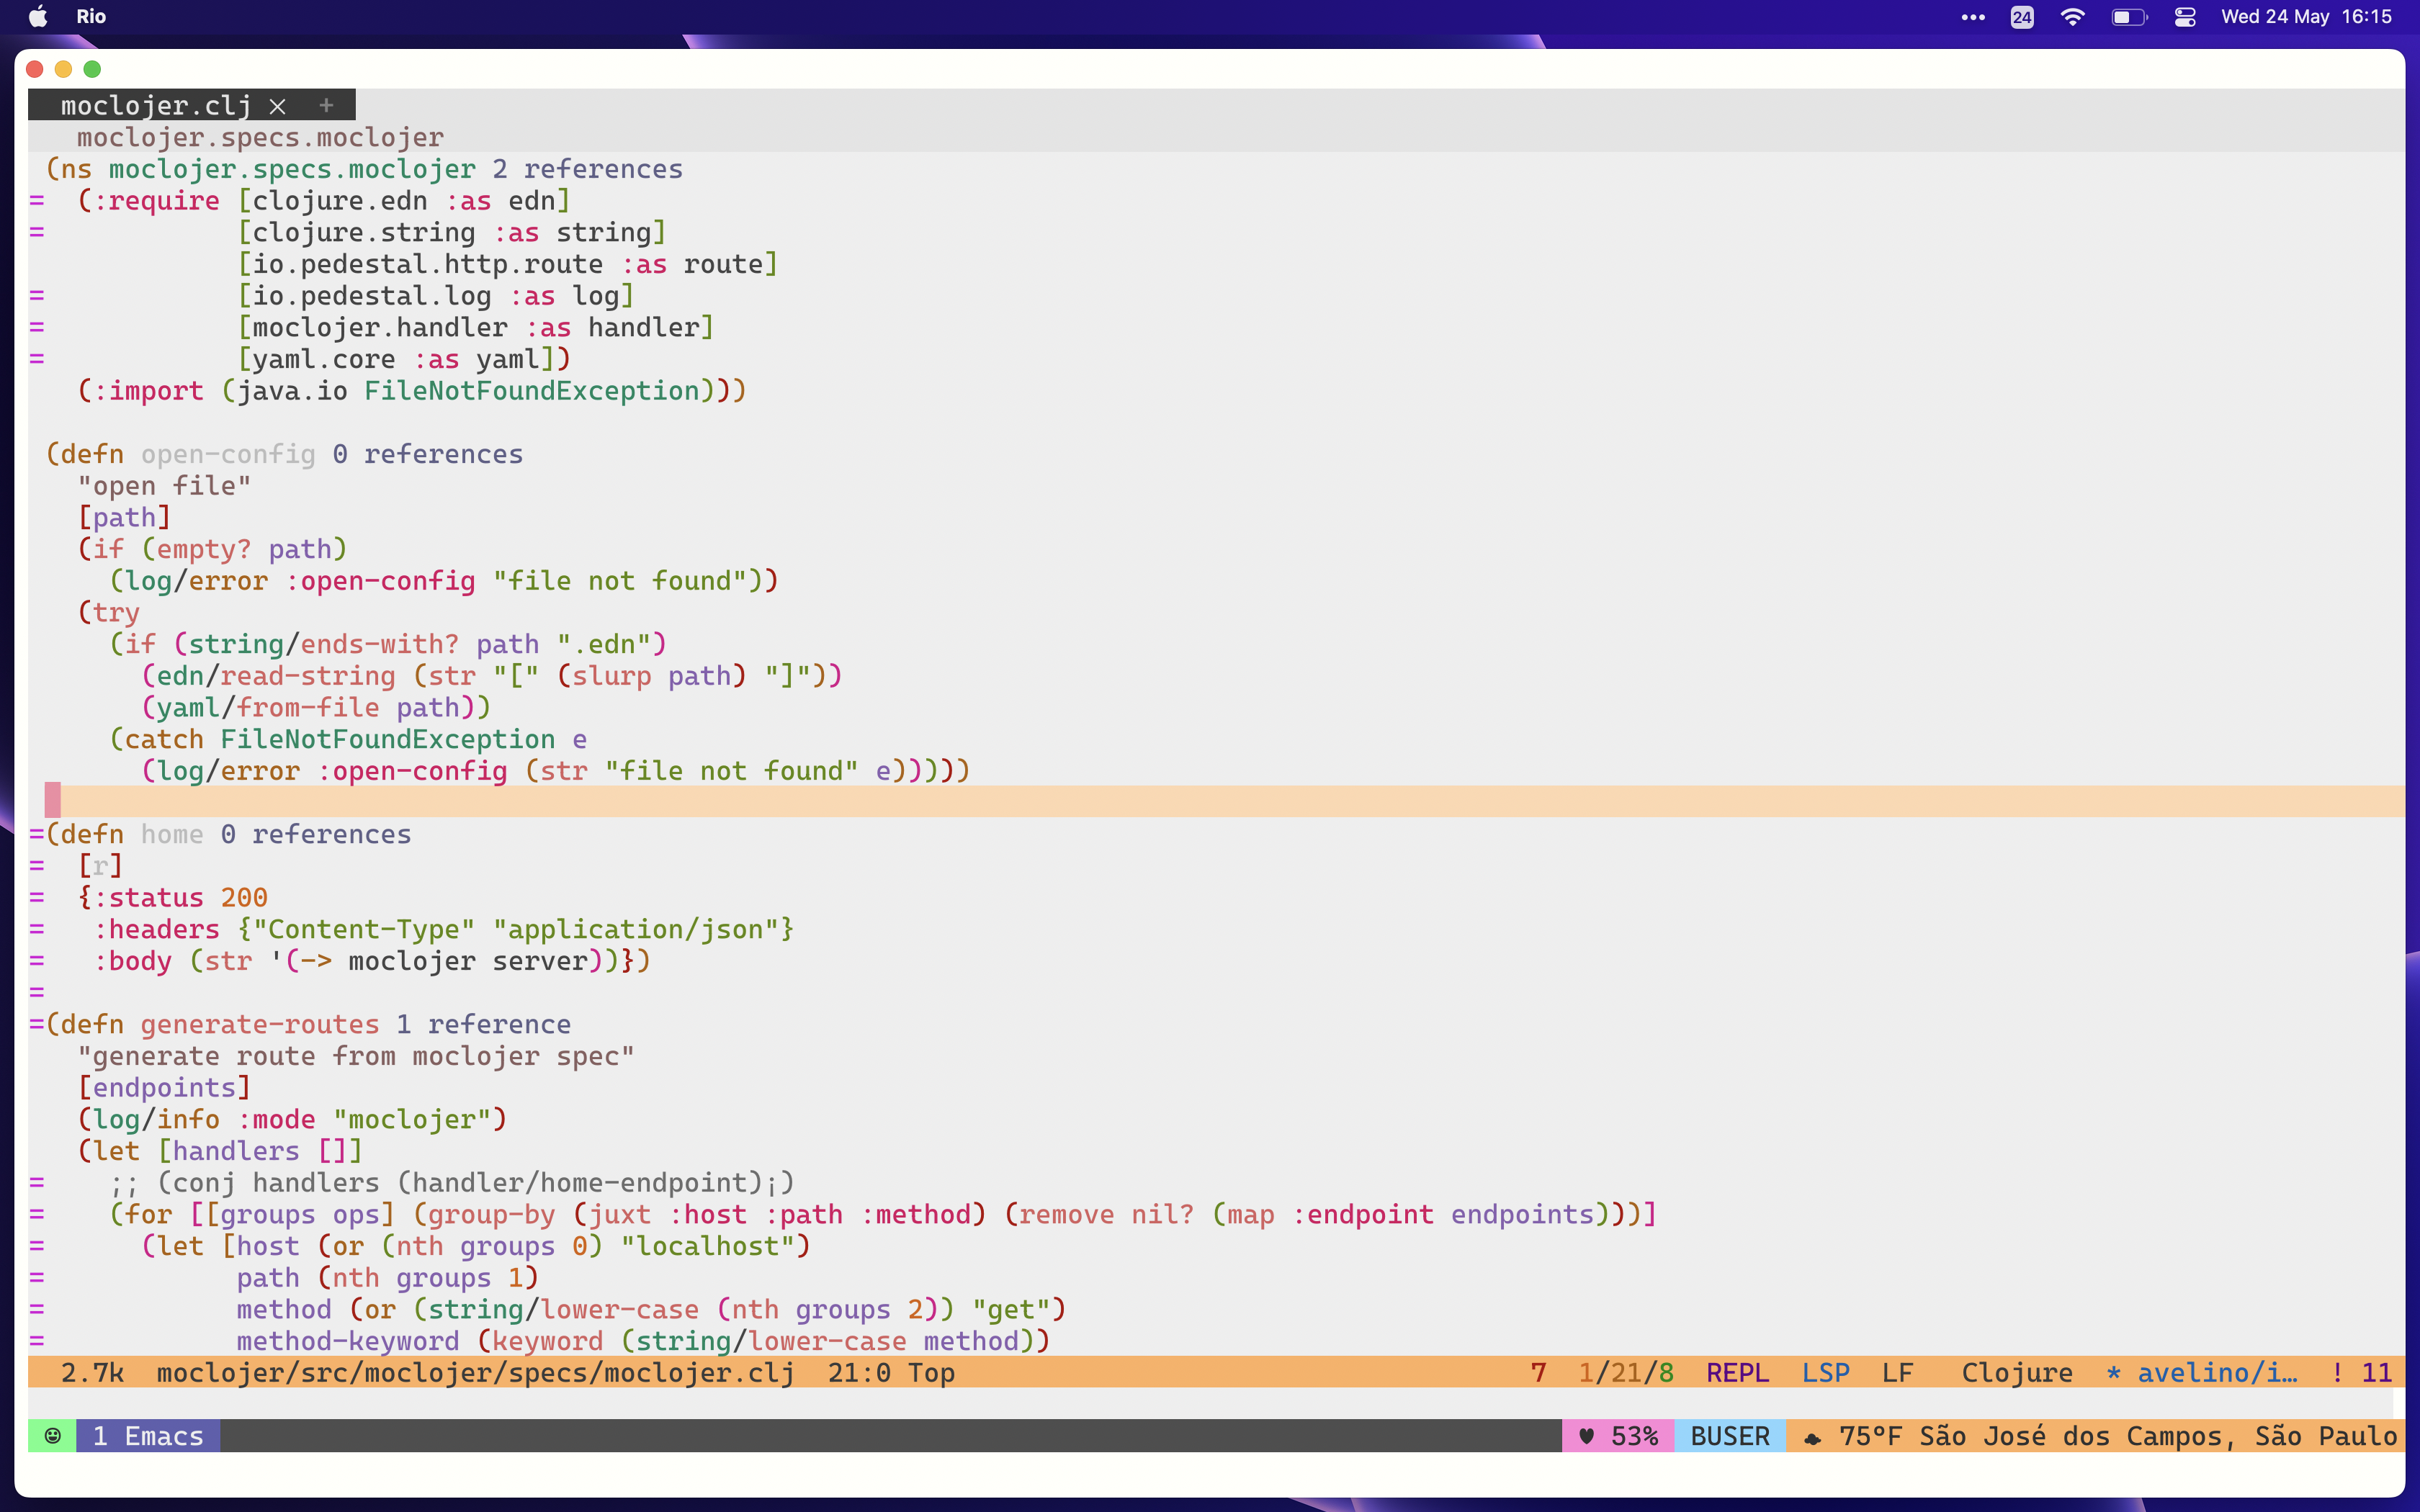 Rio ••• 24 Wed 24 May 16:15
moclojer.clj × +
moclojer.specs.moclojer
(ns moclojer.specs.moclojer 2 references
=  (:require [clojure.edn :as edn]
=            [clojure.string :as string]
            [io.pedestal.http.route :as route]
=            [io.pedestal.log :as log]
=            [moclojer.handler :as handler]
=            [yaml.core :as yaml])
  (:import (java.io FileNotFoundException)))
(defn open-config 0 references
  "open file"
  [path]
  (if (empty? path)
    (log/error :open-config "file not found"))
  (try
    (if (string/ends-with? path ".edn")
      (edn/read-string (str "[" (slurp path) "]"))
      (yaml/from-file path))
    (catch FileNotFoundException e
      (log/error :open-config (str "file not found" e)))))
=(defn home 0 references
=  [r]
=  {:status 200
=   :headers {"Content-Type" "application/json"}
=   :body (str '(-> moclojer server))})
=
=(defn generate-routes 1 reference
  "generate route from moclojer spec"
  [endpoints]
  (log/info :mode "moclojer")
  (let [handlers []]
=    ;; (conj handlers (handler/home-endpoint)¡)
=    (for [[groups ops] (group-by (juxt :host :path :method) (remove nil? (map :endpoint endpoints)))]
=      (let [host (or (nth groups 0) "localhost")
=            path (nth groups 1)
=            method (or (string/lower-case (nth groups 2)) "get")
=            method-keyword (keyword (string/lower-case method))
2.7k moclojer/src/moclojer/specs/moclojer.clj 21:0 Top 7 1/21/8 REPL LSP LF Clojure * avelino/i… ! 11
1 Emacs ♥ 53% BUSER 75°F São José dos Campos, São Paulo